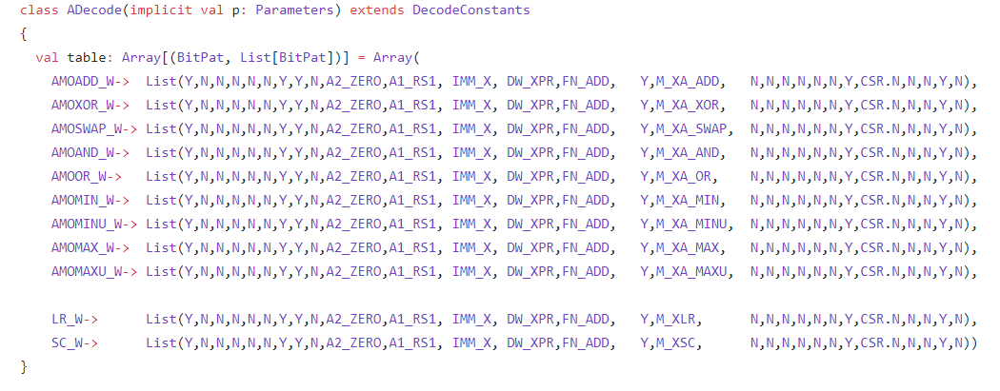 class ADecode(implicit val p: Parameters) extends DecodeConstants
{
  val table: Array[(BitPat, List[BitPat])] = Array(
    AMOADD_W->  List(Y,N,N,N,N,N,Y,Y,N,A2_ZERO,A1_RS1, IMM_X, DW_XPR,FN_ADD,   Y,M_XA_ADD,   N,N,N,N,N,N,Y,CSR.N,N,N,Y,N),
    AMOXOR_W->  List(Y,N,N,N,N,N,Y,Y,N,A2_ZERO,A1_RS1, IMM_X, DW_XPR,FN_ADD,   Y,M_XA_XOR,   N,N,N,N,N,N,Y,CSR.N,N,N,Y,N),
    AMOSWAP_W-> List(Y,N,N,N,N,N,Y,Y,N,A2_ZERO,A1_RS1, IMM_X, DW_XPR,FN_ADD,   Y,M_XA_SWAP,  N,N,N,N,N,N,Y,CSR.N,N,N,Y,N),
    AMOAND_W->  List(Y,N,N,N,N,N,Y,Y,N,A2_ZERO,A1_RS1, IMM_X, DW_XPR,FN_ADD,   Y,M_XA_AND,   N,N,N,N,N,N,Y,CSR.N,N,N,Y,N),
    AMOOR_W->   List(Y,N,N,N,N,N,Y,Y,N,A2_ZERO,A1_RS1, IMM_X, DW_XPR,FN_ADD,   Y,M_XA_OR,    N,N,N,N,N,N,Y,CSR.N,N,N,Y,N),
    AMOMIN_W->  List(Y,N,N,N,N,N,Y,Y,N,A2_ZERO,A1_RS1, IMM_X, DW_XPR,FN_ADD,   Y,M_XA_MIN,   N,N,N,N,N,N,Y,CSR.N,N,N,Y,N),
    AMOMINU_W-> List(Y,N,N,N,N,N,Y,Y,N,A2_ZERO,A1_RS1, IMM_X, DW_XPR,FN_ADD,   Y,M_XA_MINU,  N,N,N,N,N,N,Y,CSR.N,N,N,Y,N),
    AMOMAX_W->  List(Y,N,N,N,N,N,Y,Y,N,A2_ZERO,A1_RS1, IMM_X, DW_XPR,FN_ADD,   Y,M_XA_MAX,   N,N,N,N,N,N,Y,CSR.N,N,N,Y,N),
    AMOMAXU_W-> List(Y,N,N,N,N,N,Y,Y,N,A2_ZERO,A1_RS1, IMM_X, DW_XPR,FN_ADD,   Y,M_XA_MAXU,  N,N,N,N,N,N,Y,CSR.N,N,N,Y,N),

    LR_W->      List(Y,N,N,N,N,N,Y,Y,N,A2_ZERO,A1_RS1, IMM_X, DW_XPR,FN_ADD,   Y,M_XLR,      N,N,N,N,N,N,Y,CSR.N,N,N,Y,N),
    SC_W->      List(Y,N,N,N,N,N,Y,Y,N,A2_ZERO,A1_RS1, IMM_X, DW_XPR,FN_ADD,   Y,M_XSC,      N,N,N,N,N,N,Y,CSR.N,N,N,Y,N))
}